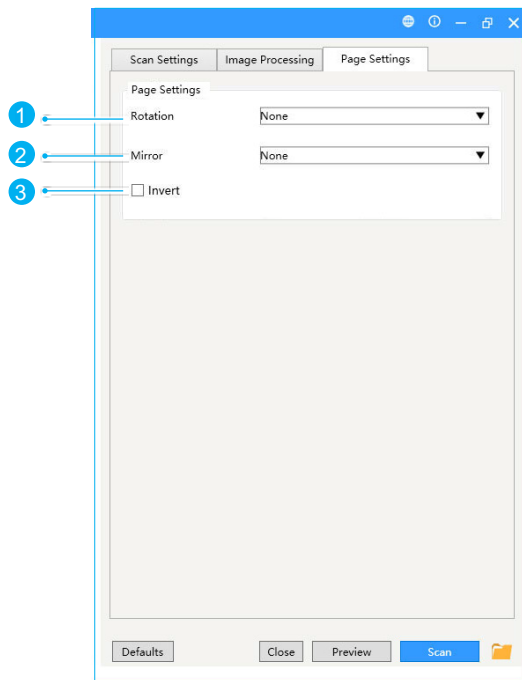 Scan Settings Image Processing Page Settings
Page Settings
1 Rotation None
2 Mirror None
3 Invert
Defaults Close Preview Scan